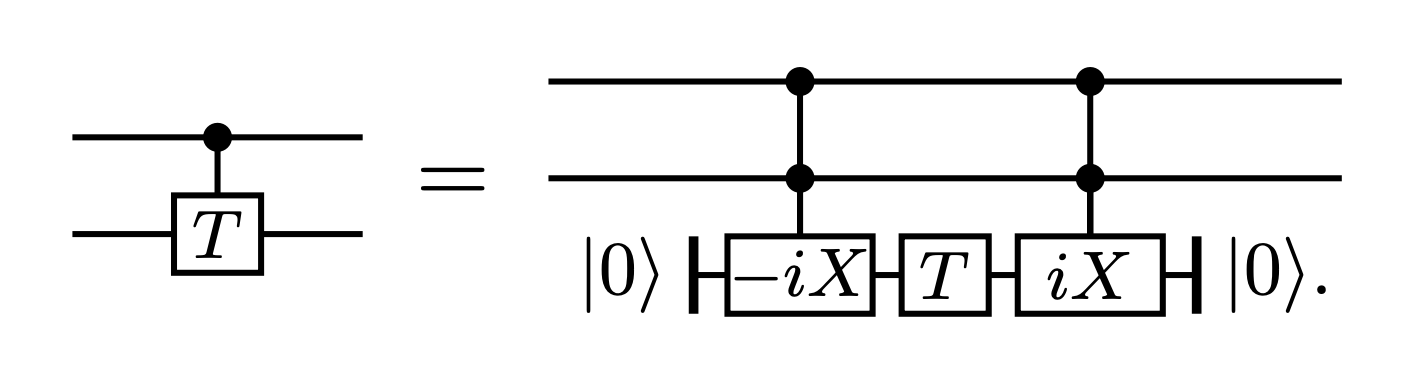 T = |0⟩ −iX T iX |0⟩.